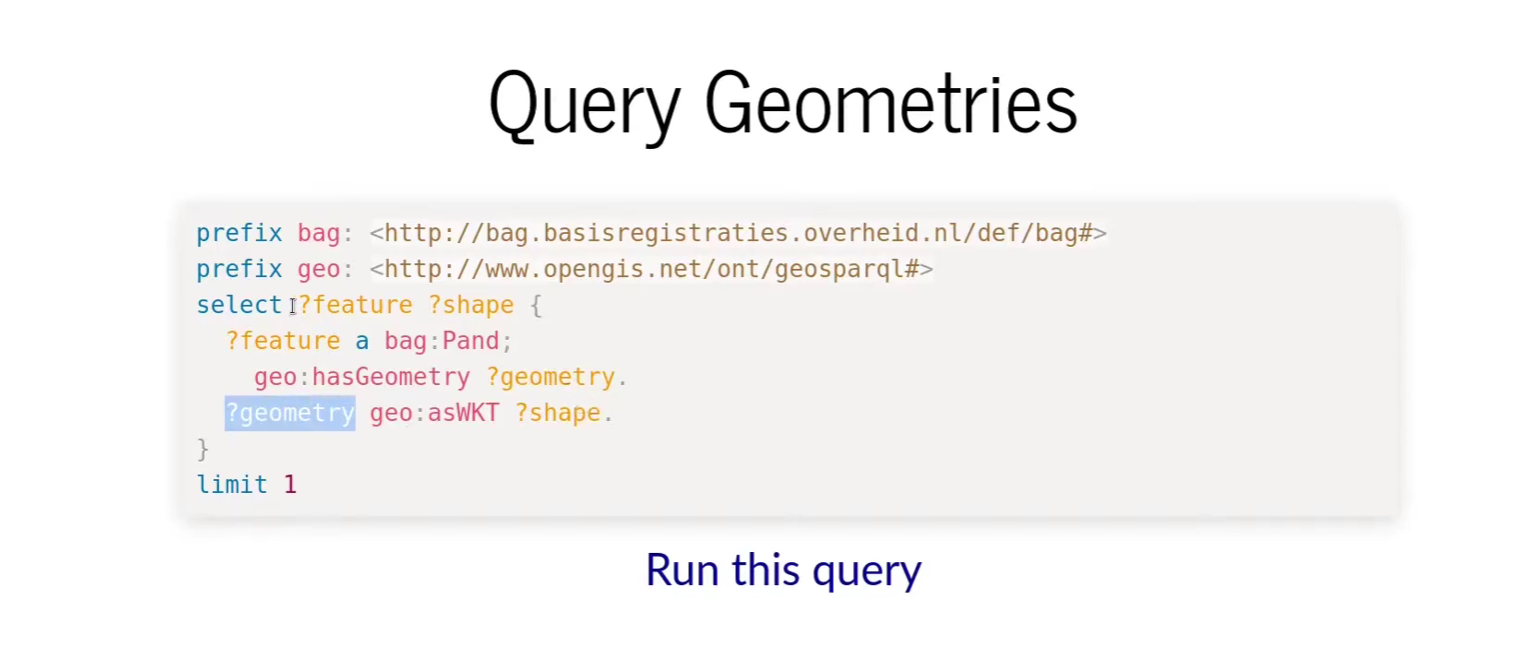 Query Geometries
prefix bag: <http://bag.basisregistraties.overheid.nl/def/bag#>
prefix geo: <http://www.opengis.net/ont/geosparql#>
select ?feature ?shape {
  ?feature a bag:Pand;
    geo:hasGeometry ?geometry.
  ?geometry geo:asWKT ?shape.
}
limit 1
Run this query